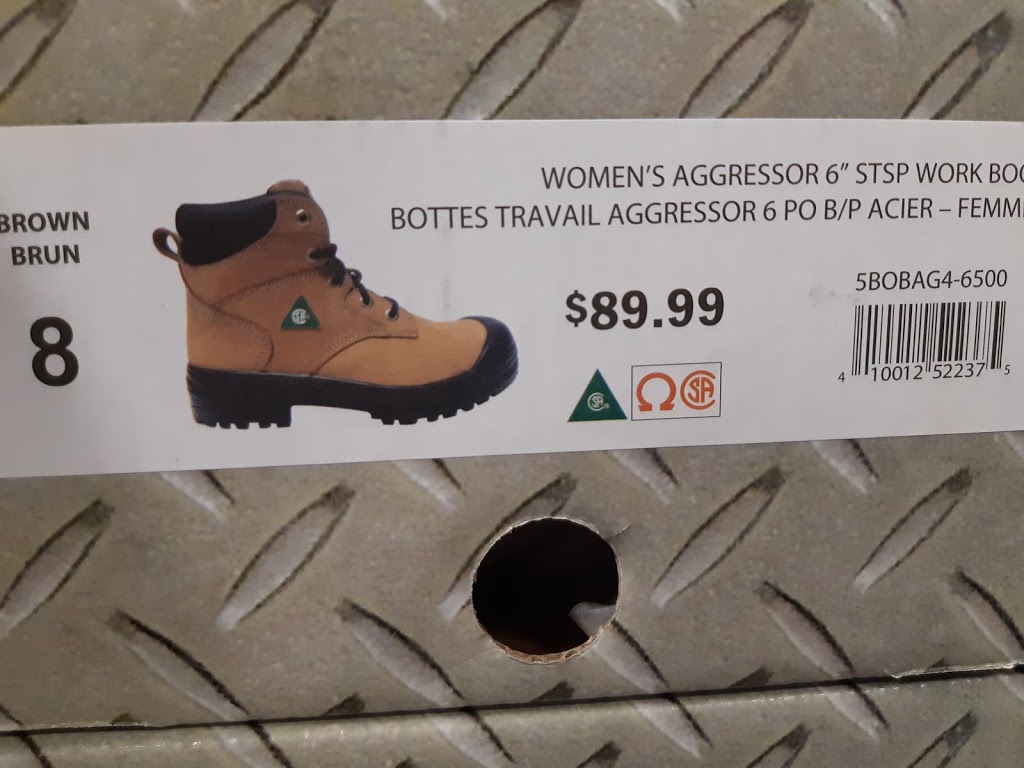 WOMEN'S AGGRESSOR 6" STSP WORK
BOTTES TRAVAIL AGGRESSOR 6 PO B/P ACIER – FEMM
BROWN
BRUN
8
$89.99
5BOBAG4-6500
4 10012 52237 5
CSA